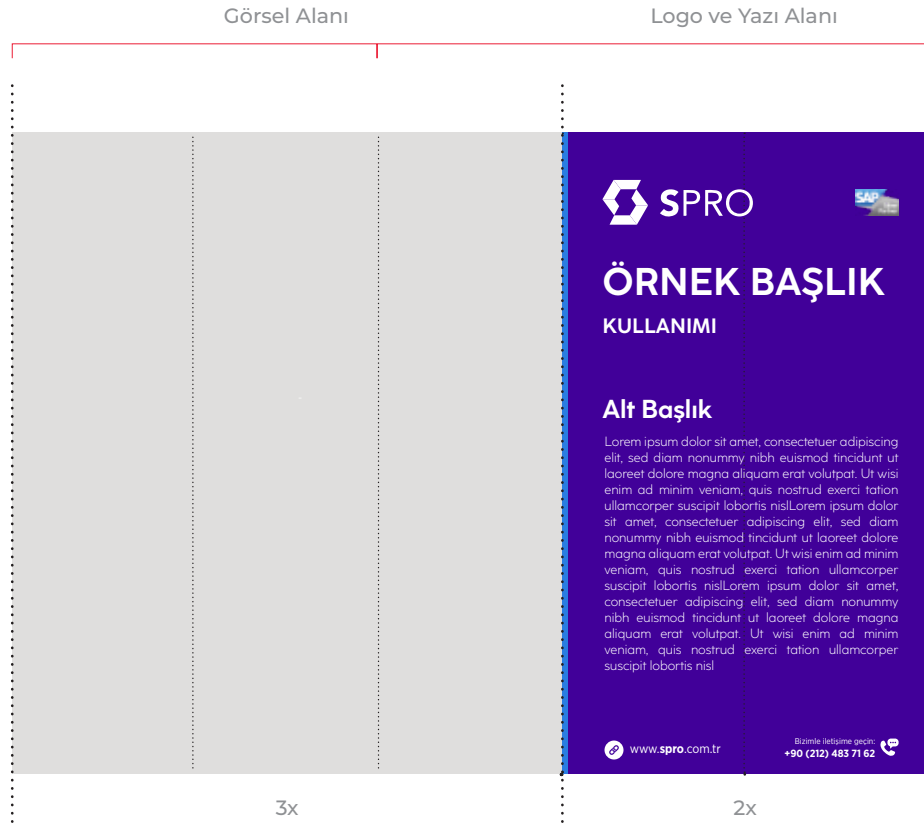 Görsel Alanı
Logo ve Yazı Alanı
SPRO
SAP
ÖRNEK BAŞLIK
KULLANIMI
Alt Başlık
Lorem ipsum dolor sit amet, consectetuer adipiscing
elit, sed diam nonummy nibh euismod tincidunt ut
laoreet dolore magna aliquam erat volutpat. Ut wisi
enim ad minim veniam, quis nostrud exerci tation
ullamcorper suscipit lobortis nislLorem ipsum dolor
sit amet, consectetuer adipiscing elit, sed diam
nonummy nibh euismod tincidunt ut laoreet dolore
magna aliquam erat volutpat. Ut wisi enim ad minim
veniam, quis nostrud exerci tation ullamcorper
suscipit lobortis nislLorem ipsum dolor sit amet,
consectetuer adipiscing elit, sed diam nonummy
nibh euismod tincidunt ut laoreet dolore magna
aliquam erat volutpat. Ut wisi enim ad minim
veniam, quis nostrud exerci tation ullamcorper
suscipit lobortis nisl
www.spro.com.tr
Bizimle iletişime geçin:
+90 (212) 483 71 62
3x
2x